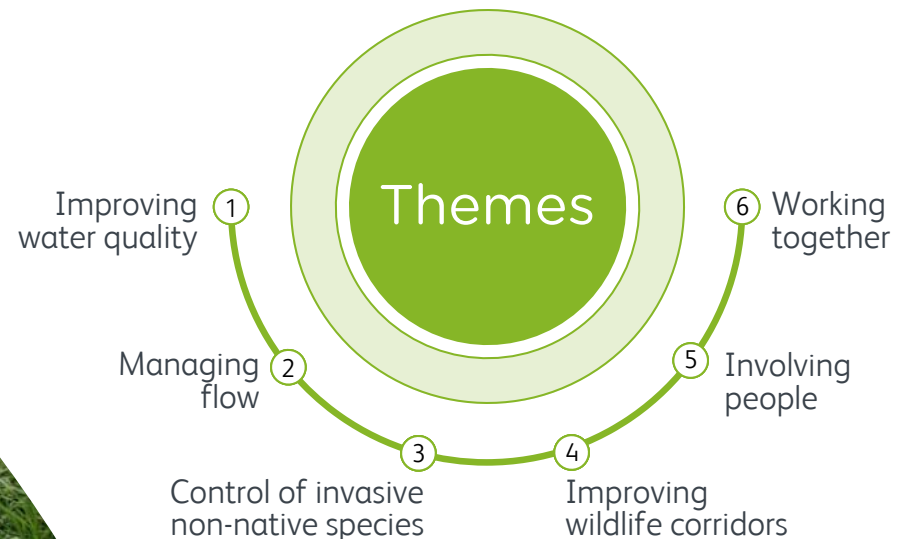 Themes
1
Improving
water quality
2
Managing
flow
3
Control of invasive
non-native species
4
Improving
wildlife corridors
5
Involving
people
6
Working
together